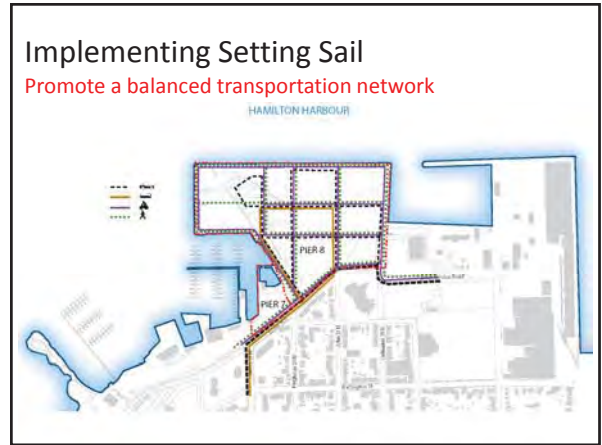 Implementing Setting Sail
Promote a balanced transportation network
HAMILTON HARBOUR
PIER 8
PIER 7